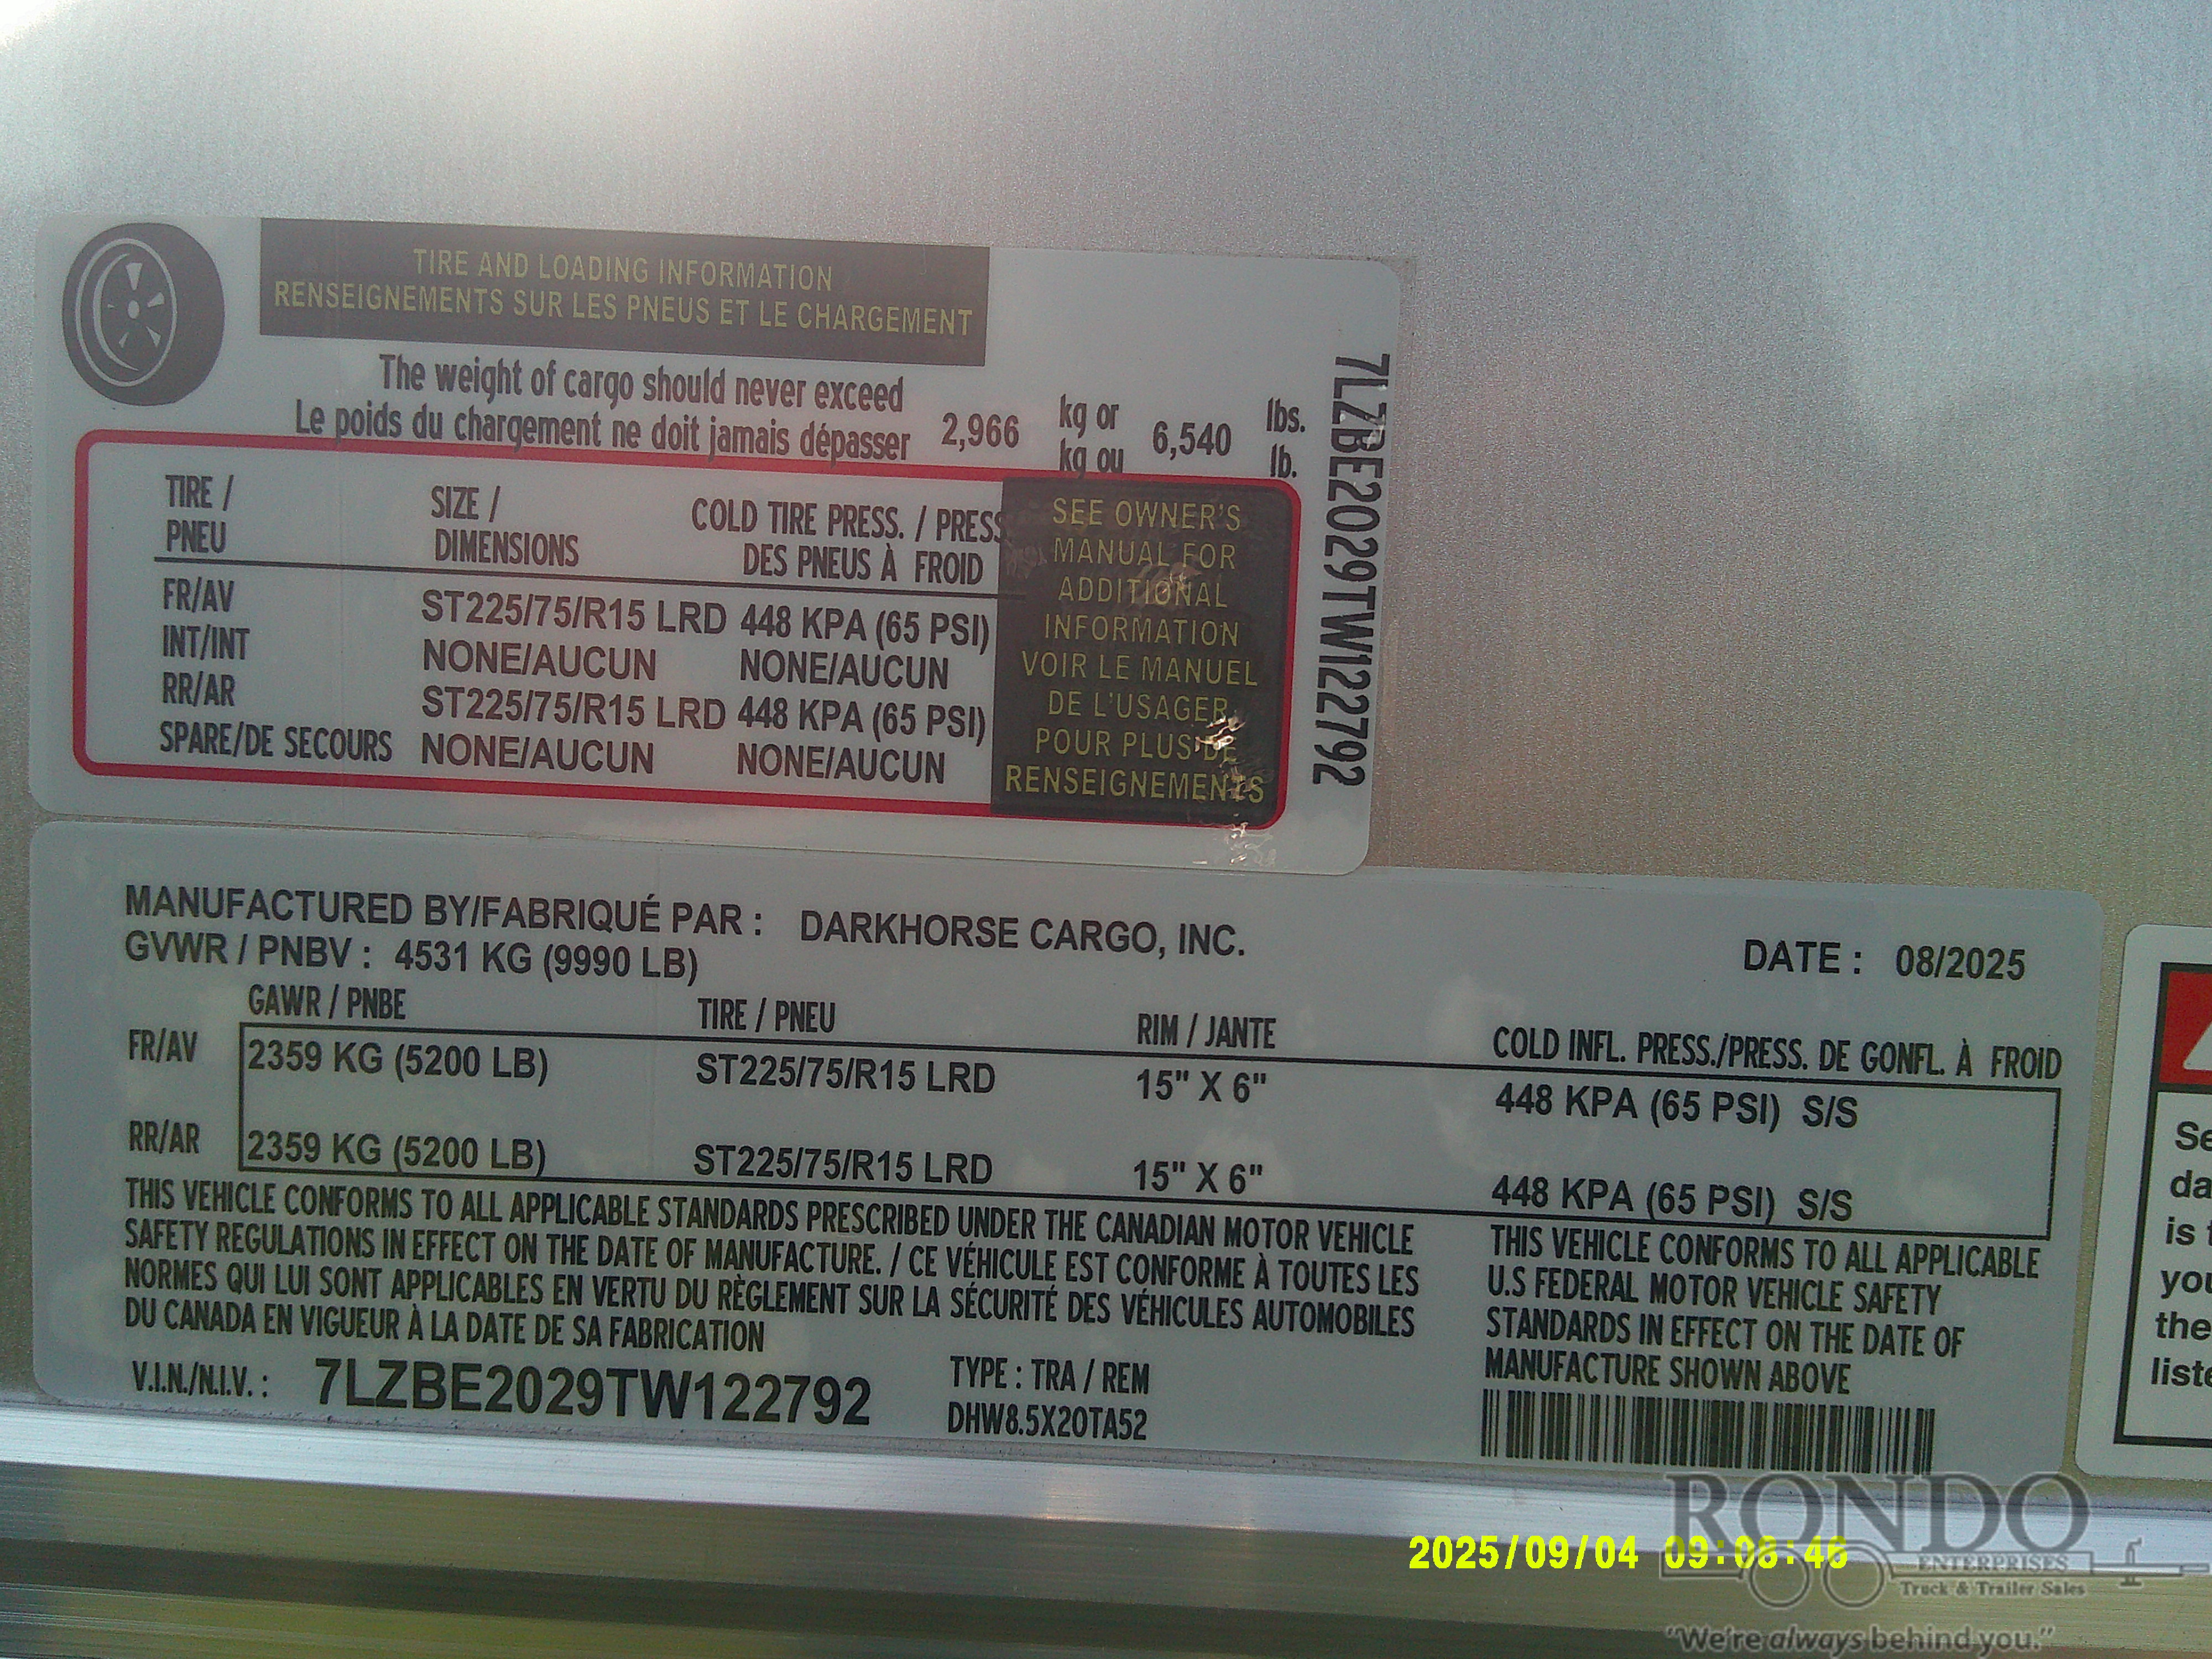 TIRE AND LOADING INFORMATION
RENSEIGNEMENTS SUR LES PNEUS ET LE CHARGEMENT
The weight of cargo should never exceed
Le poids du chargement ne doit jamais dépasser
2,966 kg or 6,540 lbs.
kg ou lb.
TIRE / SIZE / COLD TIRE PRESS. / PRESS
PNEU DIMENSIONS DES PNEUS À FROID
FR/AV ST225/75/R15 LRD 448 KPA (65 PSI)
INT/INT NONE/AUCUN NONE/AUCUN
RR/AR ST225/75/R15 LRD 448 KPA (65 PSI)
SPARE/DE SECOURS NONE/AUCUN NONE/AUCUN
SEE OWNER'S
MANUAL FOR
ADDITIONAL
INFORMATION
VOIR LE MANUEL
DE L'USAGER
POUR PLUS DE
RENSEIGNEMENTS
7LZBE2029TW122792
MANUFACTURED BY/FABRIQUÉ PAR : DARKHORSE CARGO, INC.
GVWR / PNBV : 4531 KG (9990 LB)
DATE : 08/2025
GAWR / PNBE TIRE / PNEU RIM / JANTE COLD INFL. PRESS./PRESS. DE GONFL. À FROID
FR/AV 2359 KG (5200 LB) ST225/75/R15 LRD 15" X 6" 448 KPA (65 PSI) S/S
RR/AR 2359 KG (5200 LB) ST225/75/R15 LRD 15" X 6" 448 KPA (65 PSI) S/S
THIS VEHICLE CONFORMS TO ALL APPLICABLE STANDARDS PRESCRIBED UNDER THE CANADIAN MOTOR VEHICLE
SAFETY REGULATIONS IN EFFECT ON THE DATE OF MANUFACTURE. / CE VÉHICULE EST CONFORME À TOUTES LES
NORMES QUI LUI SONT APPLICABLES EN VERTU DU RÈGLEMENT SUR LA SÉCURITÉ DES VÉHICULES AUTOMOBILES
DU CANADA EN VIGUEUR À LA DATE DE SA FABRICATION
THIS VEHICLE CONFORMS TO ALL APPLICABLE
U.S FEDERAL MOTOR VEHICLE SAFETY
STANDARDS IN EFFECT ON THE DATE OF
MANUFACTURE SHOWN ABOVE
V.I.N./N.I.V. : 7LZBE2029TW122792
TYPE : TRA / REM
DHW8.5X20TA52
Se
da
is
you
the
liste
2025/09/04 09:08:46
RONDO
ENTERPRISES
Truck & Trailer Sales
"We're always behind you."